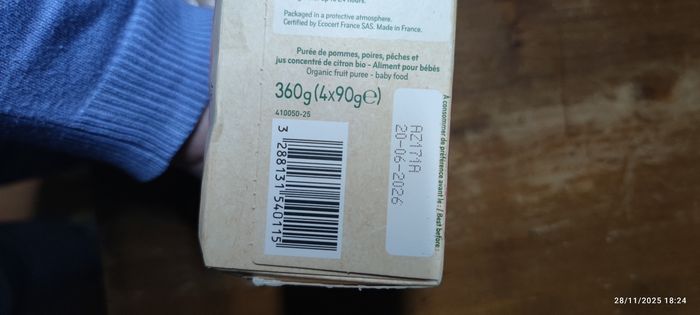 Packaged in a protective atmosphere.
Certified by Ecocert France SAS. Made in France.
Purée de pommes, poires, pêches et
jus concentré de citron bio - Aliment pour bébés
Organic fruit puree - baby food
360g (4x90g℮)
410050-25
3 288131 540115
À consommer de préférence avant le : / Best before:
AZ171A
20-06-2026
28/11/2025 18:24